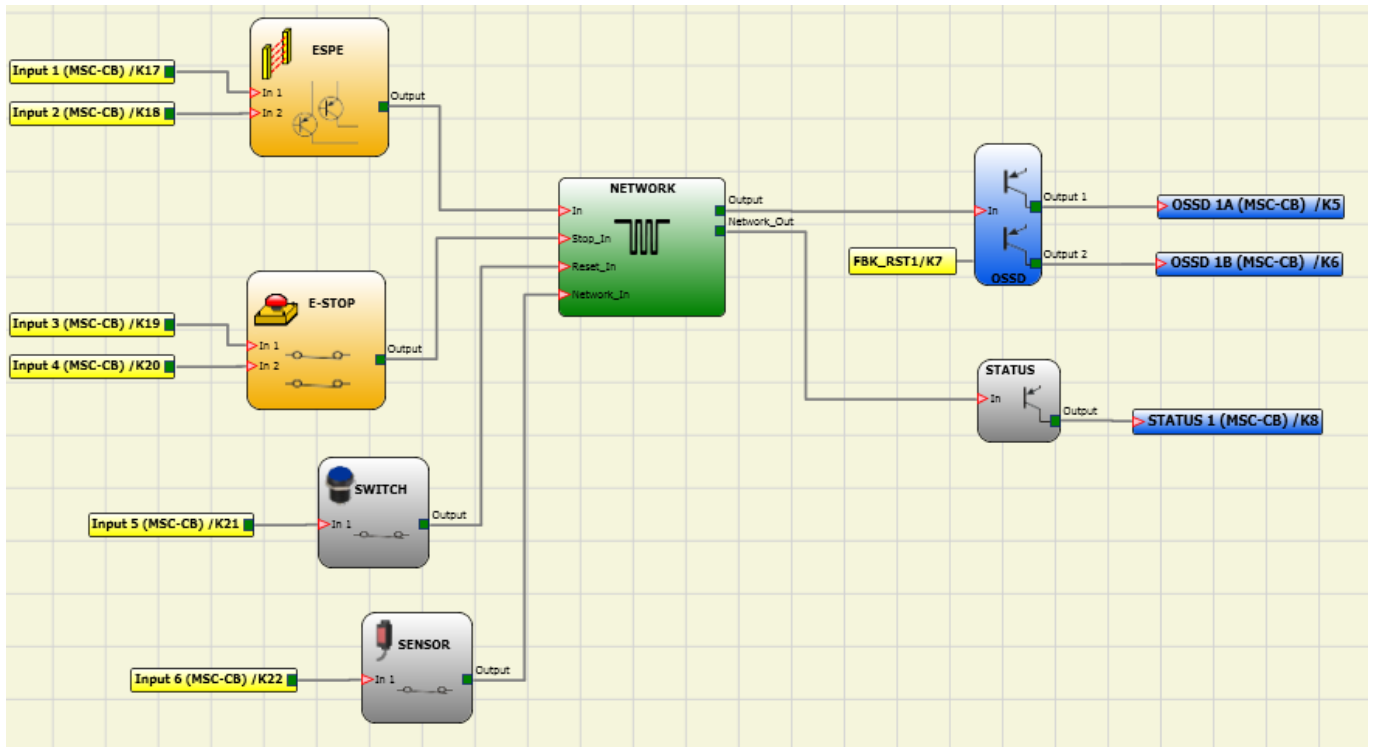 ESPE
Input 1 (MSC-CB) /K17
In 1
Output
Input 2 (MSC-CB) /K18
In 2
NETWORK
In
Output
Stop_In
Network_Out
Reset_In
Network_In
In
Output 1
OSSD 1A (MSC-CB) /K5
FBK_RST1/K7
Output 2
OSSD 1B (MSC-CB) /K6
OSSD
E-STOP
Input 3 (MSC-CB) /K19
In 1
Output
Input 4 (MSC-CB) /K20
In 2
STATUS
In
Output
STATUS 1 (MSC-CB) /K8
SWITCH
Input 5 (MSC-CB) /K21
In 1
Output
SENSOR
Input 6 (MSC-CB) /K22
In 1
Output